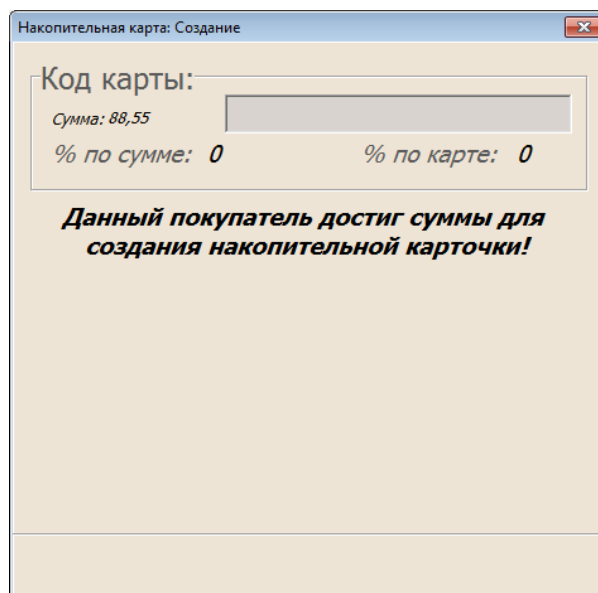 Накопительная карта: Создание
Код карты:
Сумма: 88,55
% по сумме: 0 % по карте: 0
Данный покупатель достиг суммы для
создания накопительной карточки!